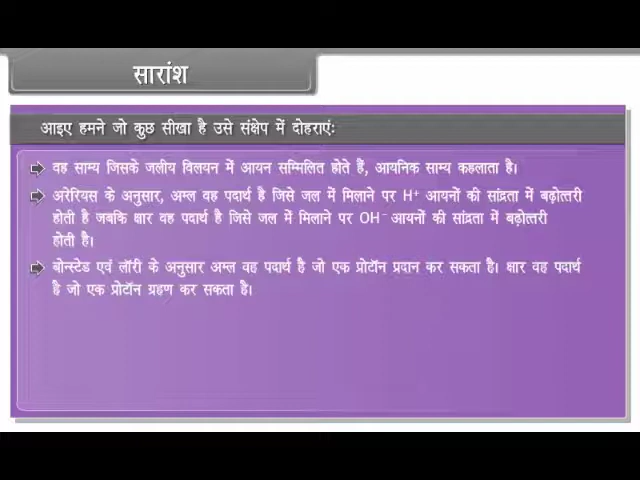 सारांश
आइए हमने जो कुछ सीखा है उसे संक्षेप में दोहराएं:
वह साम्य जिसके जलीय विलयन में आयन सम्मिलित होते हैं, आयनिक साम्य कहलाता है।
अरेरियस के अनुसार, अम्ल वह पदार्थ है जिसे जल में मिलाने पर H⁺ आयनों की सांद्रता में बढ़ोत्तरी
होती है जबकि क्षार वह पदार्थ है जिसे जल में मिलाने पर OH⁻ आयनों की सांद्रता में बढ़ोत्तरी
होती है।
बोन्स्टेड एवं लॉरी के अनुसार अम्ल वह पदार्थ है जो एक प्रोटॉन प्रदान कर सकता है। क्षार वह पदार्थ
है जो एक प्रोटॉन ग्रहण कर सकता है।